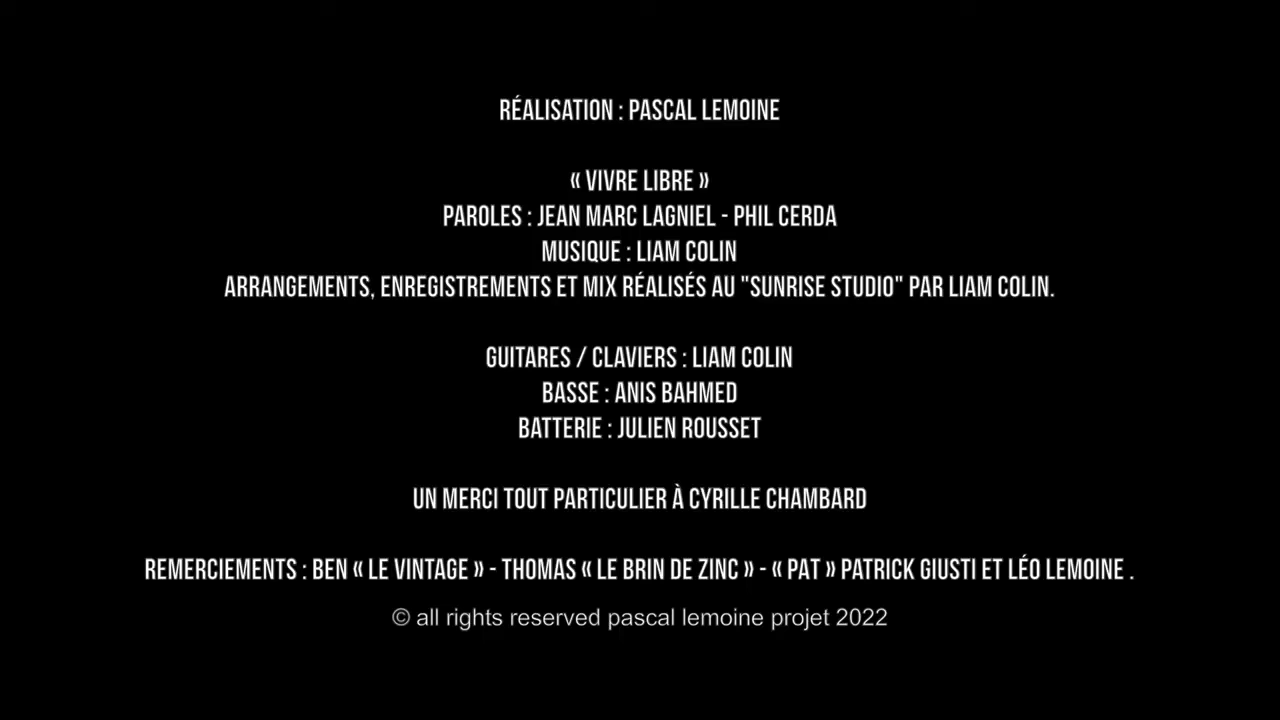 RÉALISATION : PASCAL LEMOINE
« VIVRE LIBRE »
PAROLES : JEAN MARC LAGNIEL - PHIL CERDA
MUSIQUE : LIAM COLIN
ARRANGEMENTS, ENREGISTREMENTS ET MIX RÉALISÉS AU "SUNRISE STUDIO" PAR LIAM COLIN.
GUITARES / CLAVIERS : LIAM COLIN
BASSE : ANIS BAHMED
BATTERIE : JULIEN ROUSSET
UN MERCI TOUT PARTICULIER À CYRILLE CHAMBARD
REMERCIEMENTS : BEN « LE VINTAGE » - THOMAS « LE BRIN DE ZINC » - « PAT » PATRICK GIUSTI ET LÉO LEMOINE .
© all rights reserved pascal lemoine projet 2022